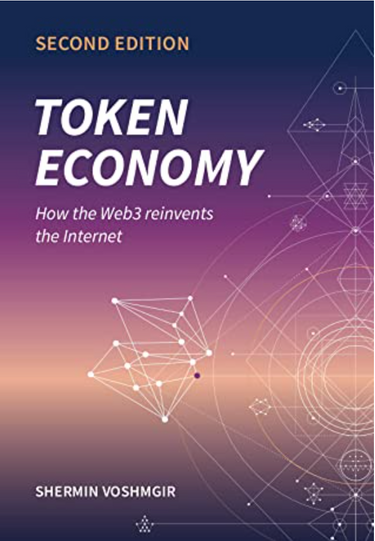 SECOND EDITION
TOKEN
ECONOMY
How the Web3 reinvents
the Internet
SHERMIN VOSHMGIR